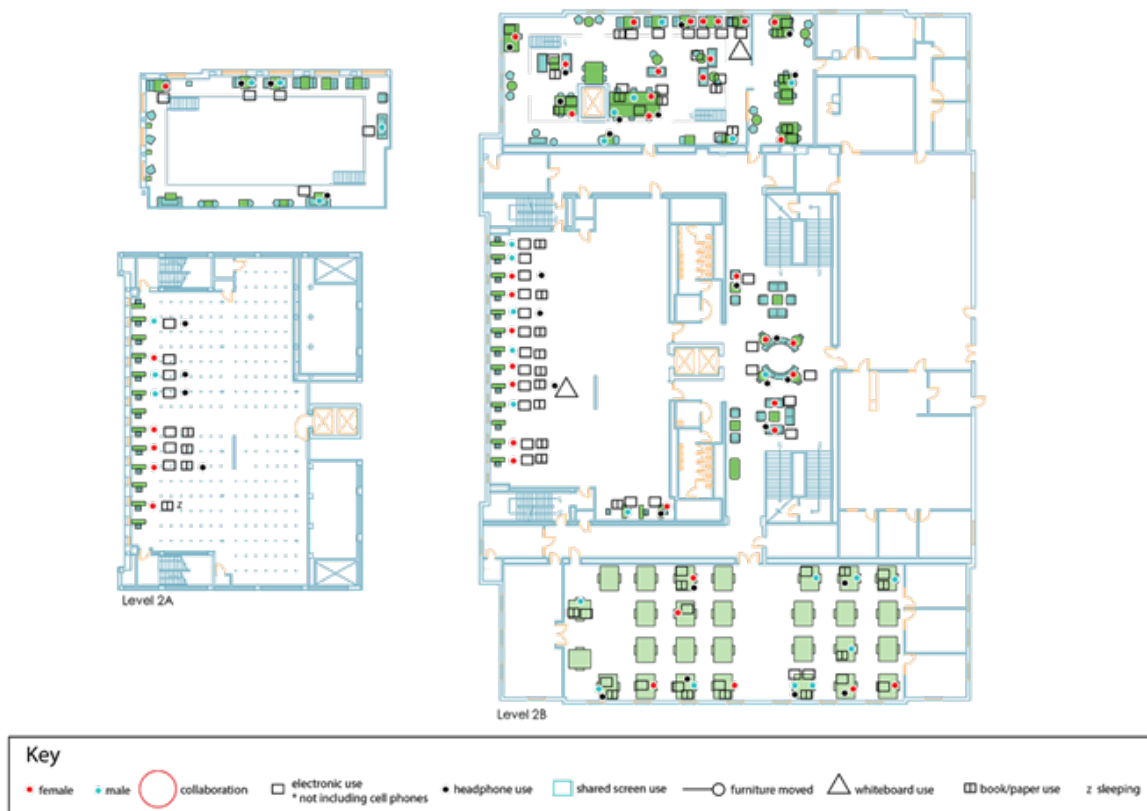 Level 2A
Level 2B
Key
female
male
collaboration
electronic use
* not including cell phones
headphone use
shared screen use
furniture moved
whiteboard use
book/paper use
z sleeping
z